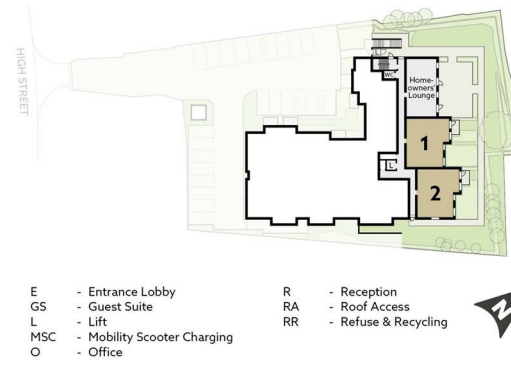 HIGH STREET
WC
Home-
owners'
Lounge
1
L
2
E - Entrance Lobby
GS - Guest Suite
L - Lift
MSC - Mobility Scooter Charging
O - Office
R - Reception
RA - Roof Access
RR - Refuse & Recycling
N